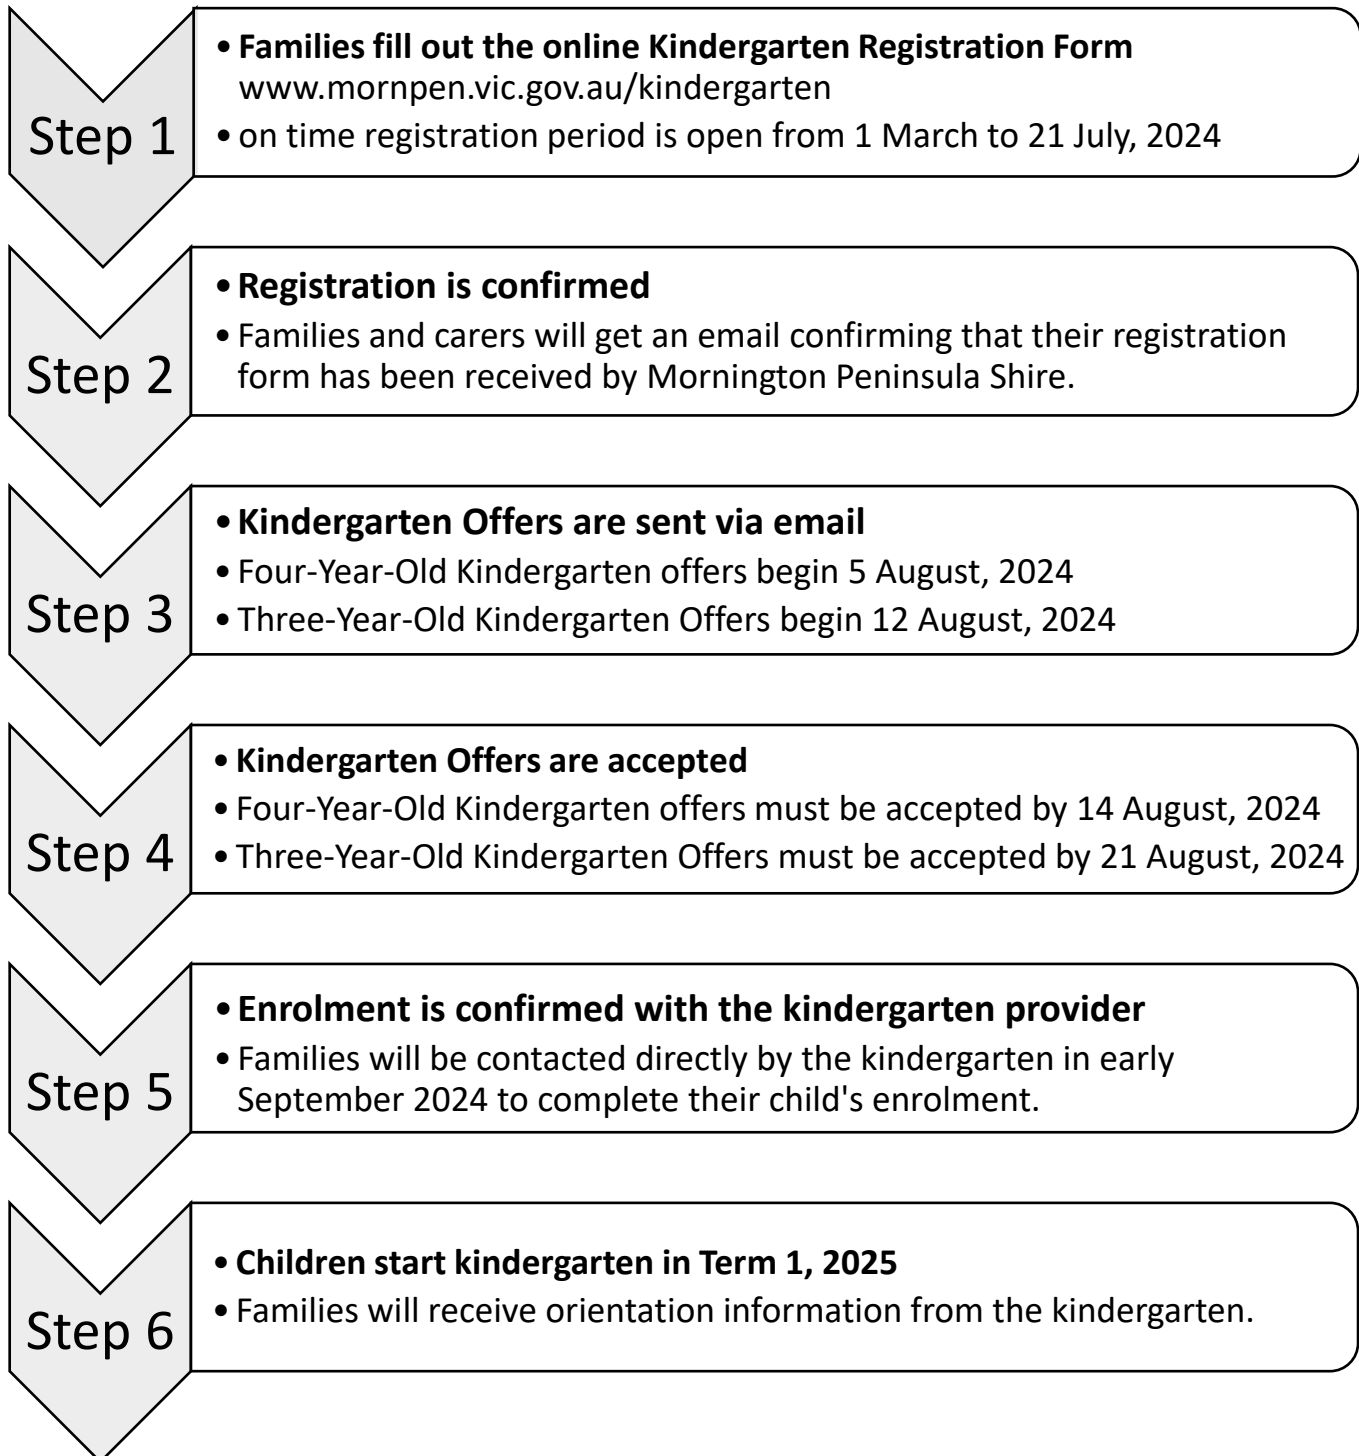 Step 1
• Families fill out the online Kindergarten Registration Form
www.mornpen.vic.gov.au/kindergarten
• on time registration period is open from 1 March to 21 July, 2024
Step 2
• Registration is confirmed
• Families and carers will get an email confirming that their registration
form has been received by Mornington Peninsula Shire.
Step 3
• Kindergarten Offers are sent via email
• Four-Year-Old Kindergarten offers begin 5 August, 2024
• Three-Year-Old Kindergarten Offers begin 12 August, 2024
Step 4
• Kindergarten Offers are accepted
• Four-Year-Old Kindergarten offers must be accepted by 14 August, 2024
• Three-Year-Old Kindergarten Offers must be accepted by 21 August, 2024
Step 5
• Enrolment is confirmed with the kindergarten provider
• Families will be contacted directly by the kindergarten in early
September 2024 to complete their child's enrolment.
Step 6
• Children start kindergarten in Term 1, 2025
• Families will receive orientation information from the kindergarten.